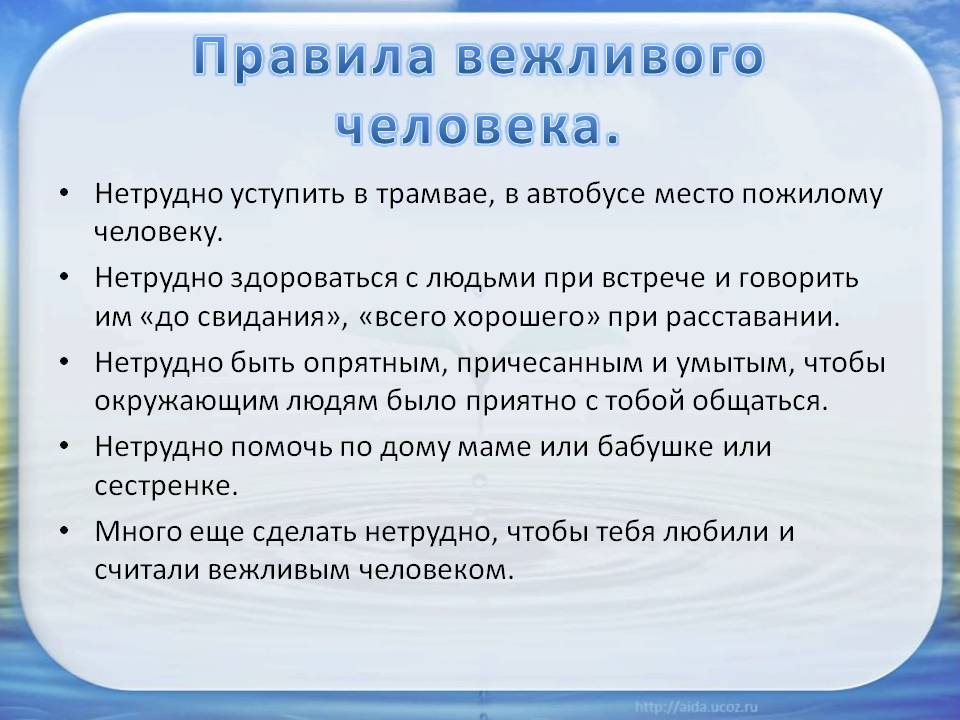 Правила вежливого
человека.
• Нетрудно уступить в трамвае, в автобусе место пожилому
человеку.
• Нетрудно здороваться с людьми при встрече и говорить
им «до свидания», «всего хорошего» при расставании.
• Нетрудно быть опрятным, причесанным и умытым, чтобы
окружающим людям было приятно с тобой общаться.
• Нетрудно помочь по дому маме или бабушке или
сестренке.
• Много еще сделать нетрудно, чтобы тебя любили и
считали вежливым человеком.
http://aida.ucoz.ru